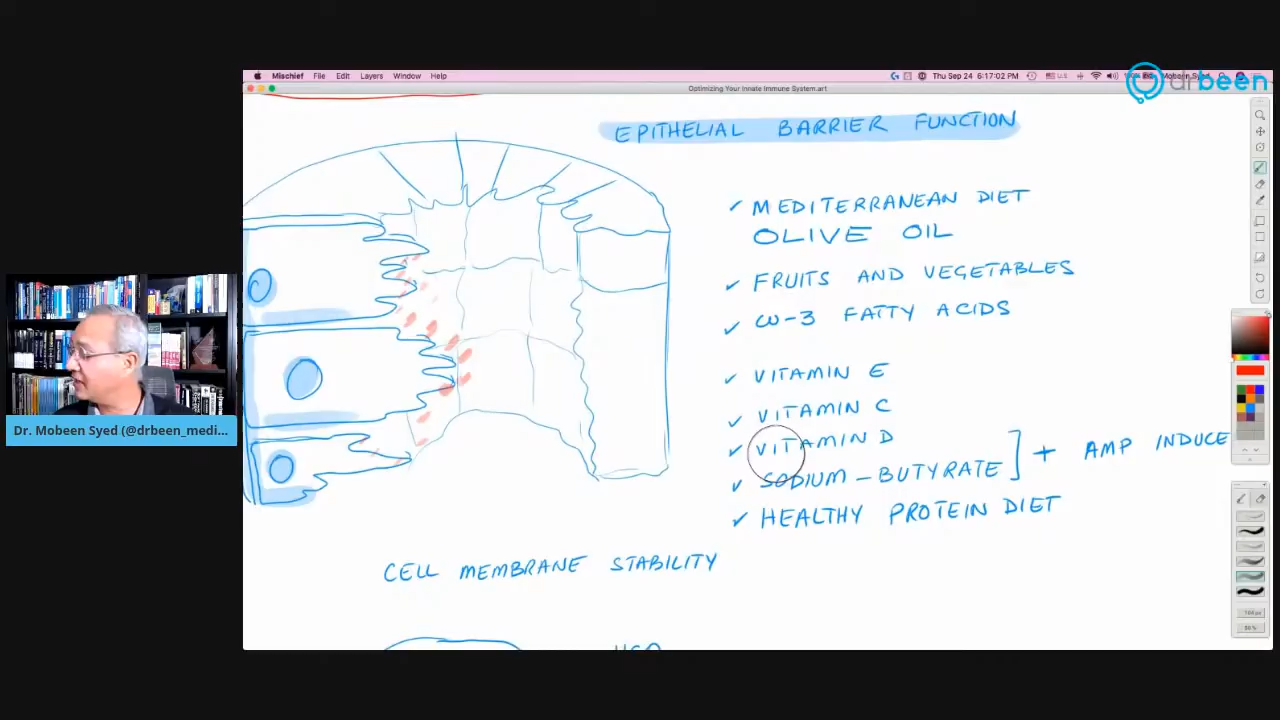 drbeen
Mischief File Edit Layers Window Help
Thu Sep 24 6:17:02 PM Mobeen Syed
Optimizing Your Innate Immune System.art
EPITHELIAL BARRIER FUNCTION
✓ MEDITERRANEAN DIET
OLIVE OIL
✓ FRUITS AND VEGETABLES
✓ ω-3 FATTY ACIDS
✓ VITAMIN E
✓ VITAMIN C
✓ VITAMIN D
✓ SODIUM-BUTYRATE ] + AMP INDUCE
✓ HEALTHY PROTEIN DIET
CELL MEMBRANE STABILITY
Dr. Mobeen Syed (@drbeen_medi...